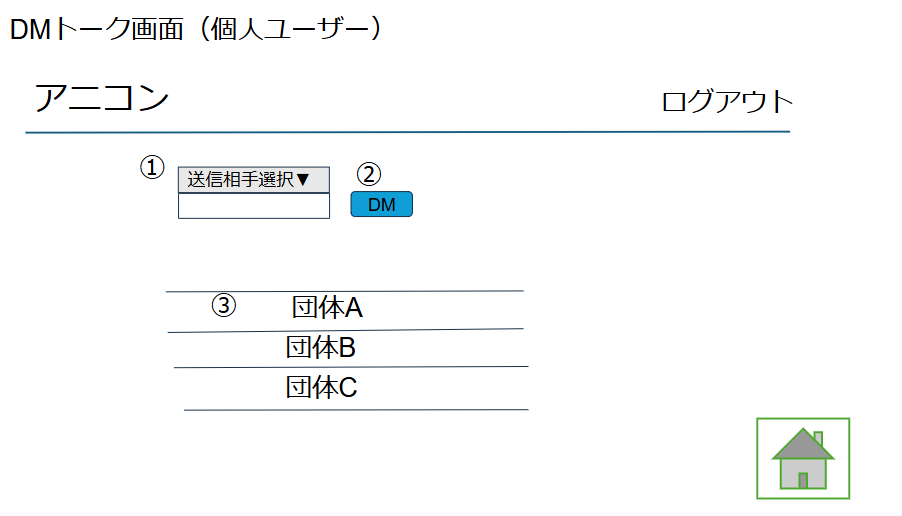 DMトーク画面（個人ユーザー）
アニコン
ログアウト
①
送信相手選択▼
②
DM
③ 団体A
団体B
団体C